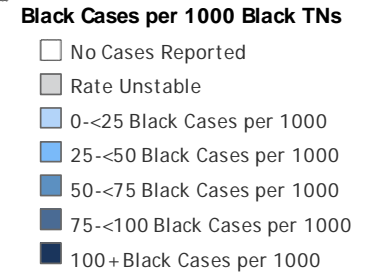 Black Cases per 1000 Black TNs
No Cases Reported
Rate Unstable
0-<25 Black Cases per 1000
25-<50 Black Cases per 1000
50-<75 Black Cases per 1000
75-<100 Black Cases per 1000
100+Black Cases per 1000